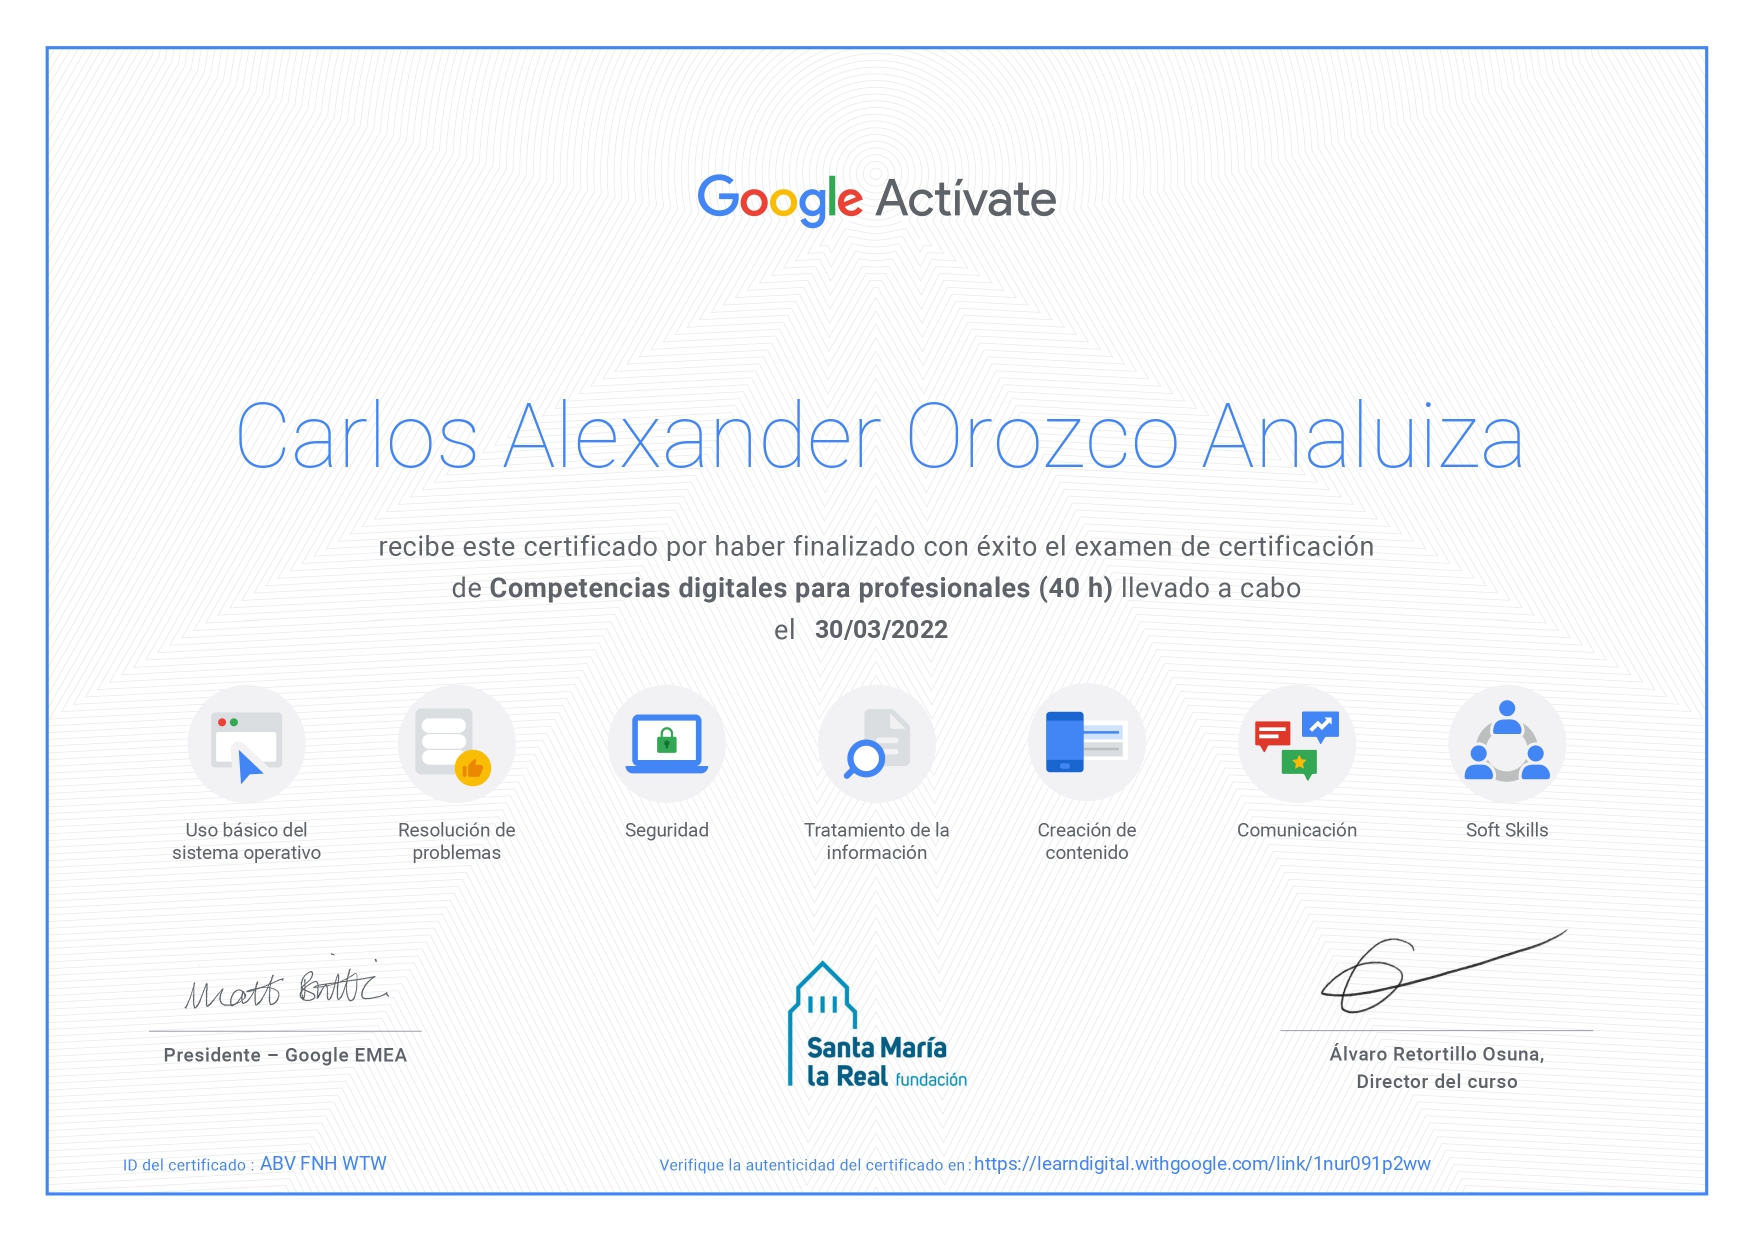 Google Actívate
Carlos Alexander Orozco Analuiza
recibe este certificado por haber finalizado con éxito el examen de certificación
de Competencias digitales para profesionales (40 h) llevado a cabo
el 30/03/2022
Uso básico del
sistema operativo
Resolución de
problemas
Seguridad
Tratamiento de la
información
Creación de
contenido
Comunicación
Soft Skills
Matt Brittin
Presidente – Google EMEA
Santa María
la Real fundación
Álvaro Retortillo Osuna,
Director del curso
ID del certificado : ABV FNH WTW
Verifique la autenticidad del certificado en : https://learndigital.withgoogle.com/link/1nur091p2ww